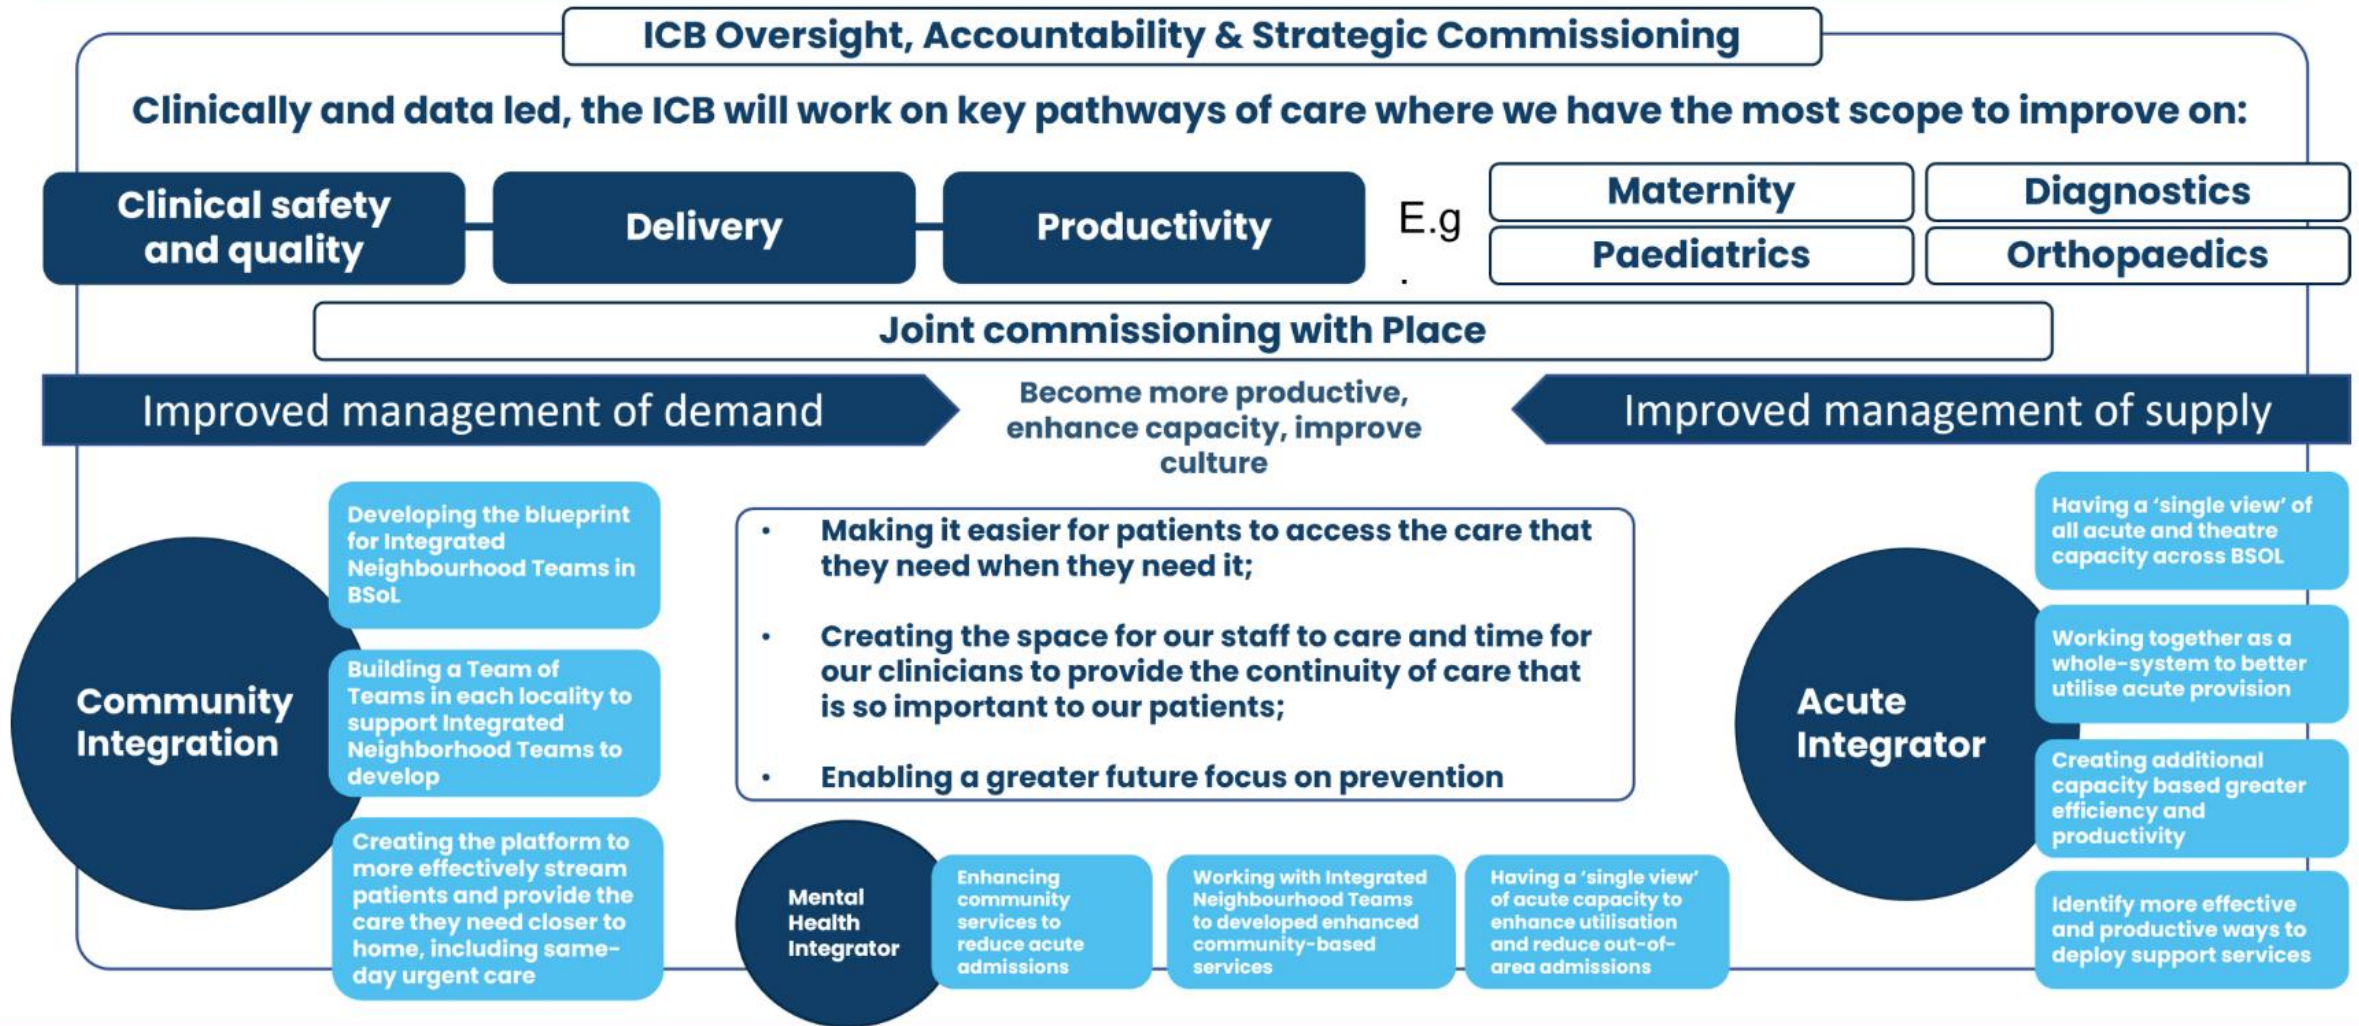 ICB Oversight, Accountability & Strategic Commissioning
Clinically and data led, the ICB will work on key pathways of care where we have the most scope to improve on:
Clinical safety
and quality
Delivery
Productivity
E.g
.
Maternity
Diagnostics
Paediatrics
Orthopaedics
Joint commissioning with Place
Improved management of demand
Become more productive,
enhance capacity, improve
culture
Improved management of supply
Community
Integration
Developing the blueprint
for Integrated
Neighbourhood Teams in
BSoL
Building a Team of
Teams in each locality to
support Integrated
Neighborhood Teams to
develop
Creating the platform to
more effectively stream
patients and provide the
care they need closer to
home, including same-
day urgent care
• Making it easier for patients to access the care that
they need when they need it;
• Creating the space for our staff to care and time for
our clinicians to provide the continuity of care that
is so important to our patients;
• Enabling a greater future focus on prevention
Mental
Health
Integrator
Enhancing
community
services to
reduce acute
admissions
Working with Integrated
Neighbourhood Teams
to developed enhanced
community-based
services
Having a ‘single view’
of acute capacity to
enhance utilisation
and reduce out-of-
area admissions
Acute
Integrator
Having a ‘single view’ of
all acute and theatre
capacity across BSOL
Working together as a
whole-system to better
utilise acute provision
Creating additional
capacity based greater
efficiency and
productivity
Identify more effective
and productive ways to
deploy support services